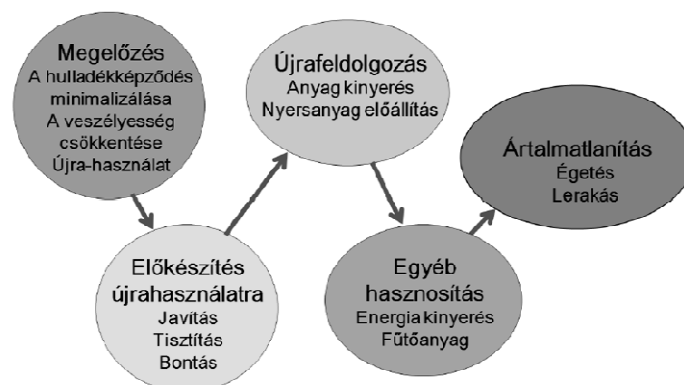 Megelőzés
A hulladékképződés
minimalizálása
A veszélyesség
csökkentése
Újra-használat
Előkészítés
újrahasználatra
Javítás
Tisztítás
Bontás
Újrafeldolgozás
Anyag kinyerés
Nyersanyag előállítás
Egyéb
hasznosítás
Energia kinyerés
Fűtőanyag
Ártalmatlanítás
Égetés
Lerakás